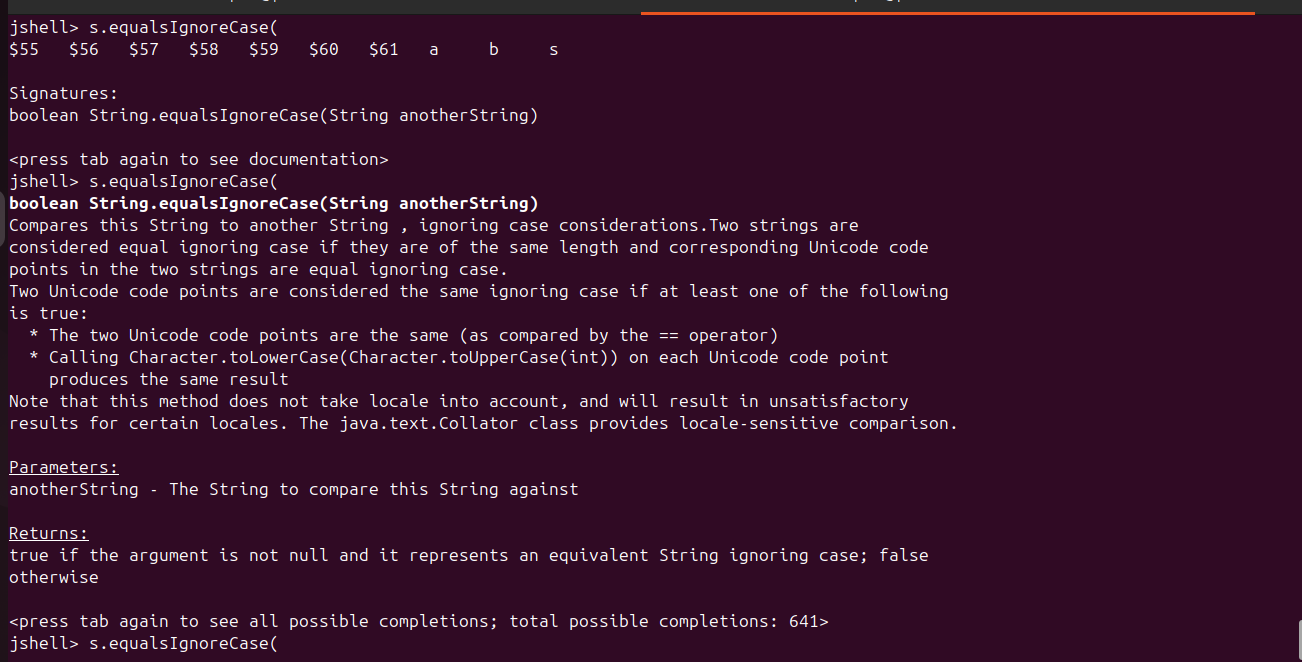 jshell> s.equalsIgnoreCase(
$55   $56   $57   $58   $59   $60   $61   a     b     s

Signatures:
boolean String.equalsIgnoreCase(String anotherString)

<press tab again to see documentation>
jshell> s.equalsIgnoreCase(
boolean String.equalsIgnoreCase(String anotherString)
Compares this String to another String , ignoring case considerations.Two strings are
considered equal ignoring case if they are of the same length and corresponding Unicode code
points in the two strings are equal ignoring case.
Two Unicode code points are considered the same ignoring case if at least one of the following
is true:
  * The two Unicode code points are the same (as compared by the == operator)
  * Calling Character.toLowerCase(Character.toUpperCase(int)) on each Unicode code point
    produces the same result
Note that this method does not take locale into account, and will result in unsatisfactory
results for certain locales. The java.text.Collator class provides locale-sensitive comparison.

Parameters:
anotherString - The String to compare this String against

Returns:
true if the argument is not null and it represents an equivalent String ignoring case; false
otherwise

<press tab again to see all possible completions; total possible completions: 641>
jshell> s.equalsIgnoreCase(